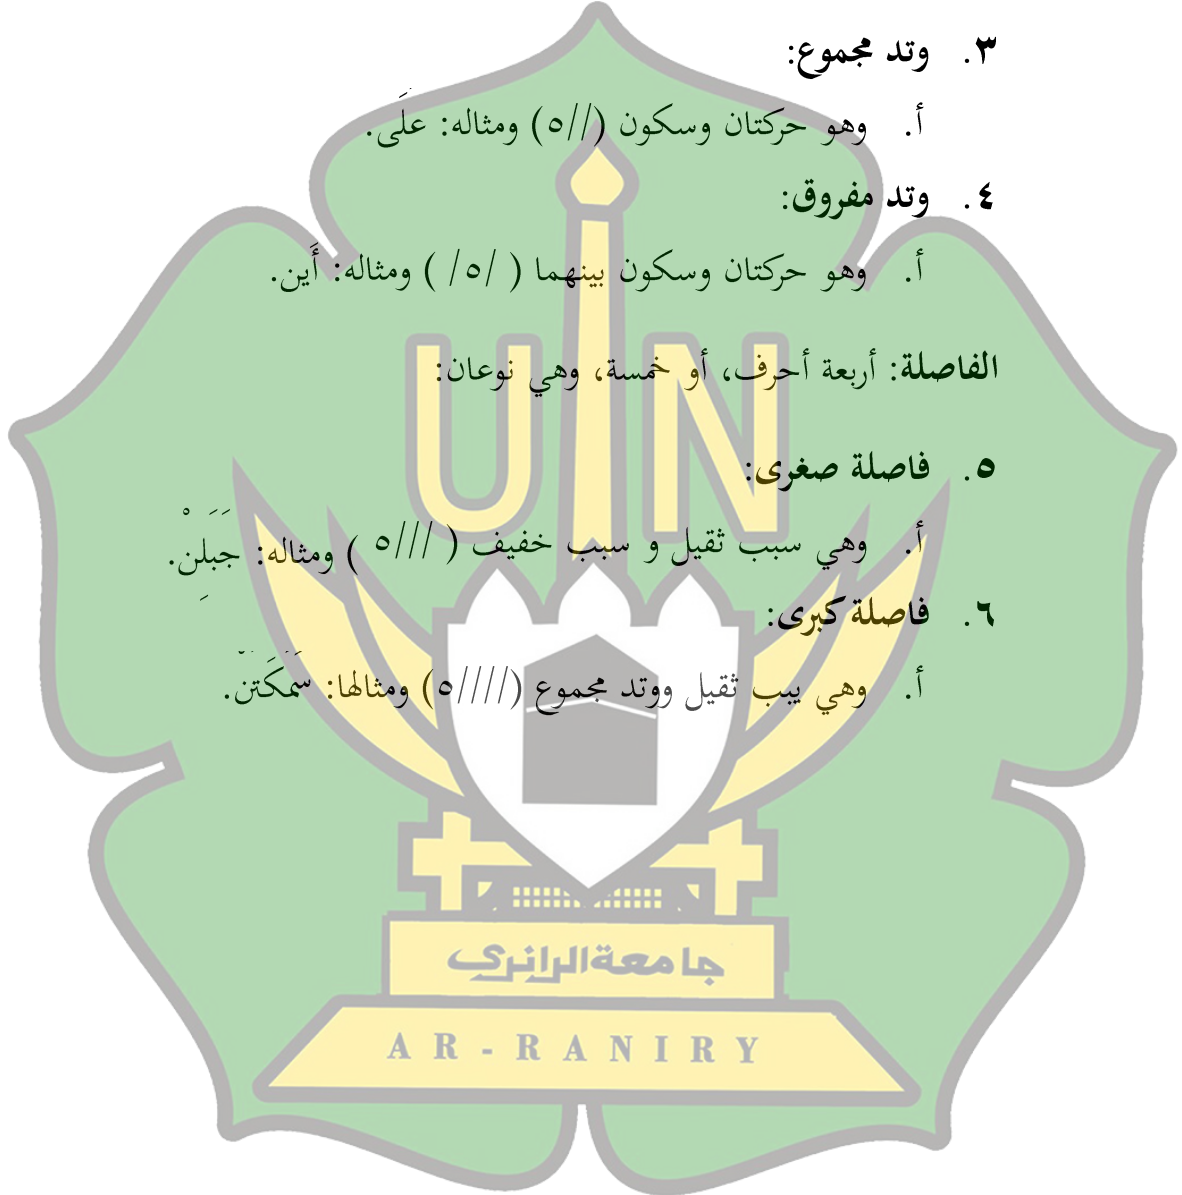 ٣. وتد مجموع:
أ. وهو حركتان وسكون (//٥) ومثاله: علَى.
٤. وتد مفروق:
أ. وهو حركتان وسكون بينهما ( /٥/ ) ومثاله: أَين.
الفاصلة: أربعة أحرف، أو خمسة، وهي نوعان:
٥. فاصلة صغرى:
أ. وهي سبب ثقيل و سبب خفيف ( ///٥ ) ومثاله: جَبَلِنْ.
٦. فاصلة كبرى:
أ. وهي يبب ثقيل ووتد مجموع (////٥) ومثالها: سَمَكَتنْ.
UIN
جامعة الرانري
AR-RANIRY